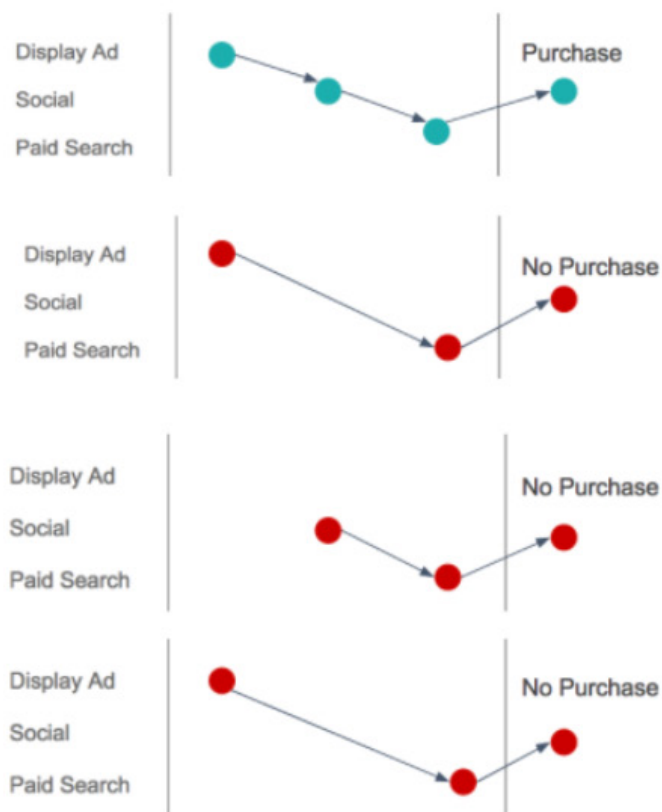 Display Ad
Social
Paid Search
Purchase
Display Ad
Social
Paid Search
No Purchase
Display Ad
Social
Paid Search
No Purchase
Display Ad
Social
Paid Search
No Purchase